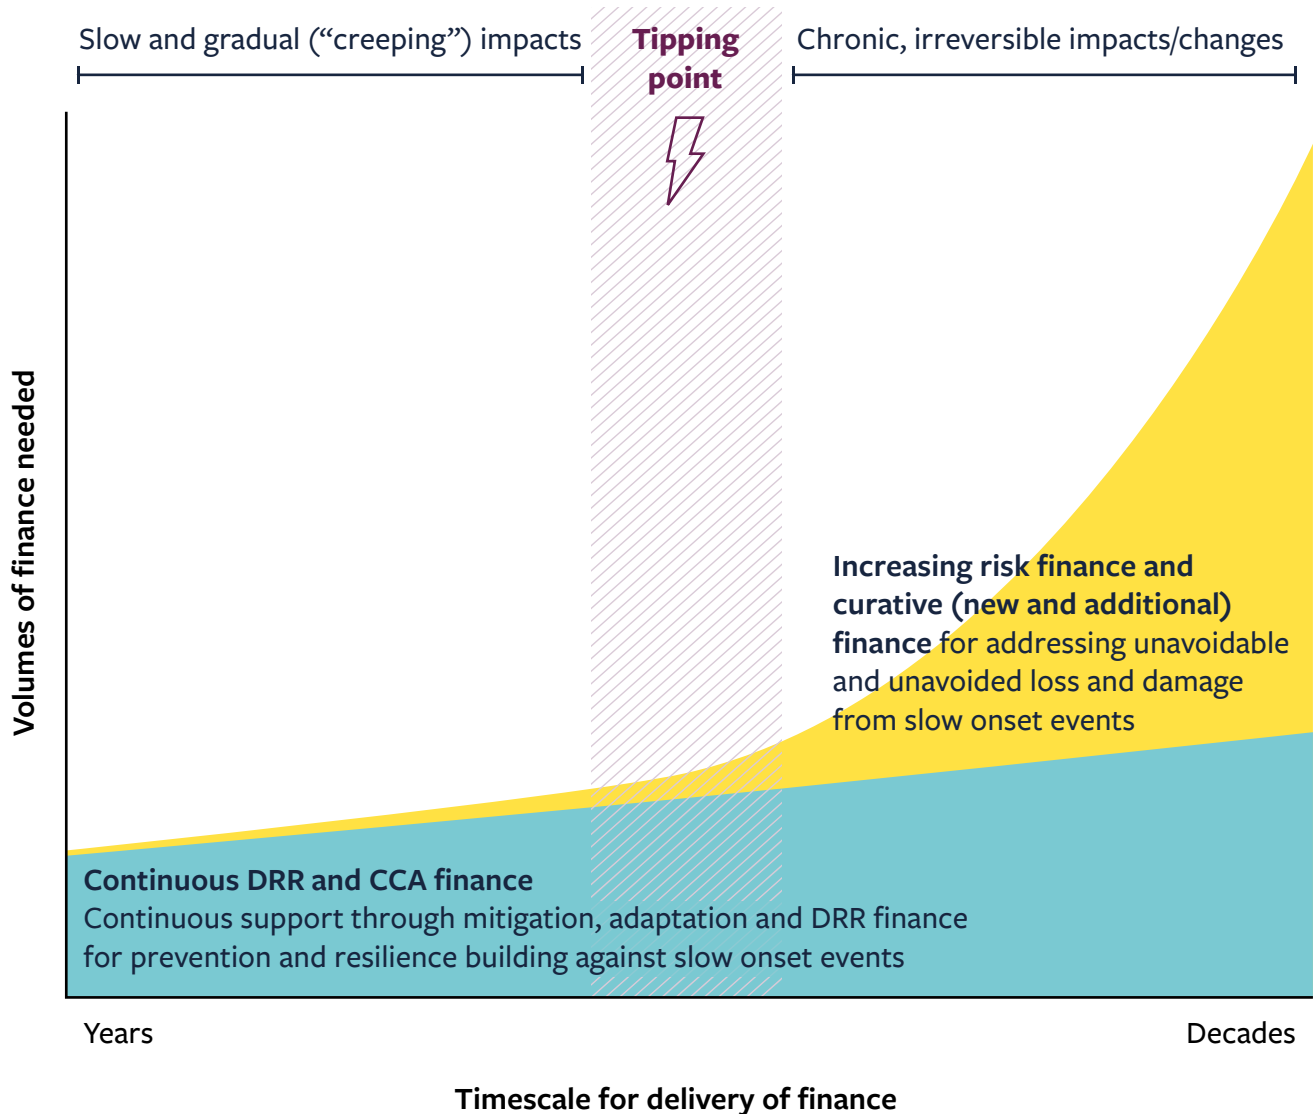 Slow and gradual (“creeping”) impacts
Tipping
point
Chronic, irreversible impacts/changes
Volumes of finance needed
Increasing risk finance and
curative (new and additional)
finance for addressing unavoidable
and unavoided loss and damage
from slow onset events
Continuous DRR and CCA finance
Continuous support through mitigation, adaptation and DRR finance
for prevention and resilience building against slow onset events
Years
Decades
Timescale for delivery of finance